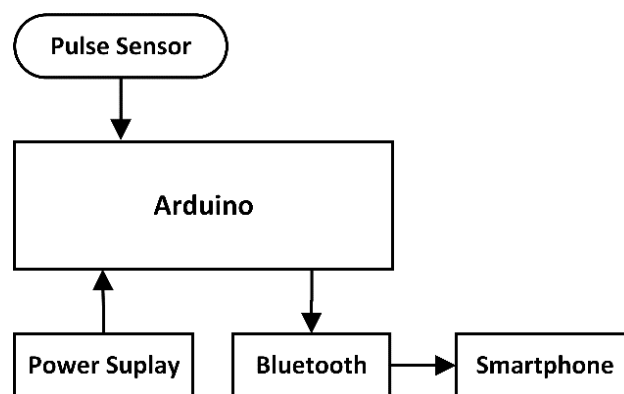 Pulse Sensor
Arduino
Power Suplay
Bluetooth
Smartphone